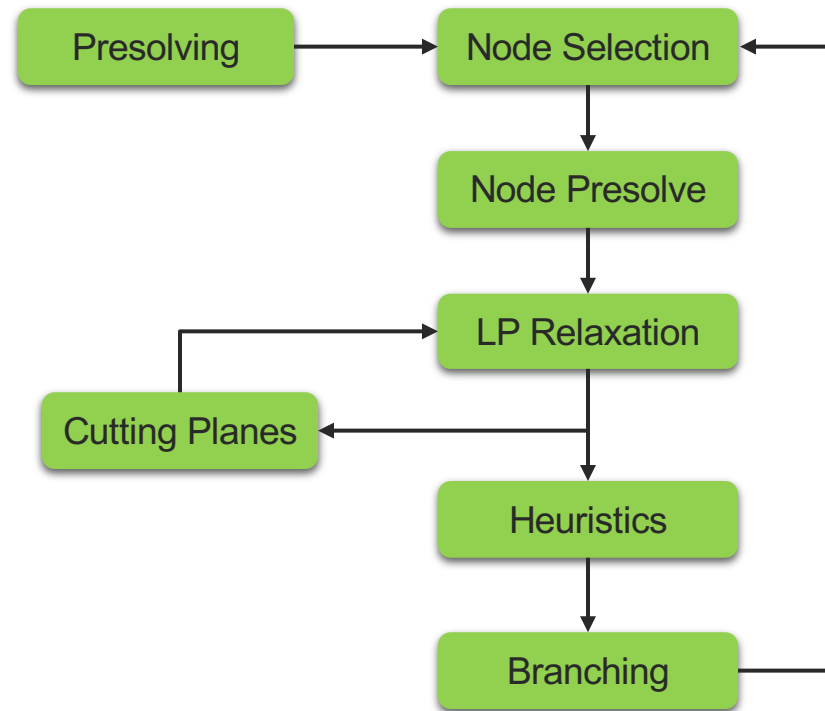 Presolving
Node Selection
Node Presolve
LP Relaxation
Cutting Planes
Heuristics
Branching